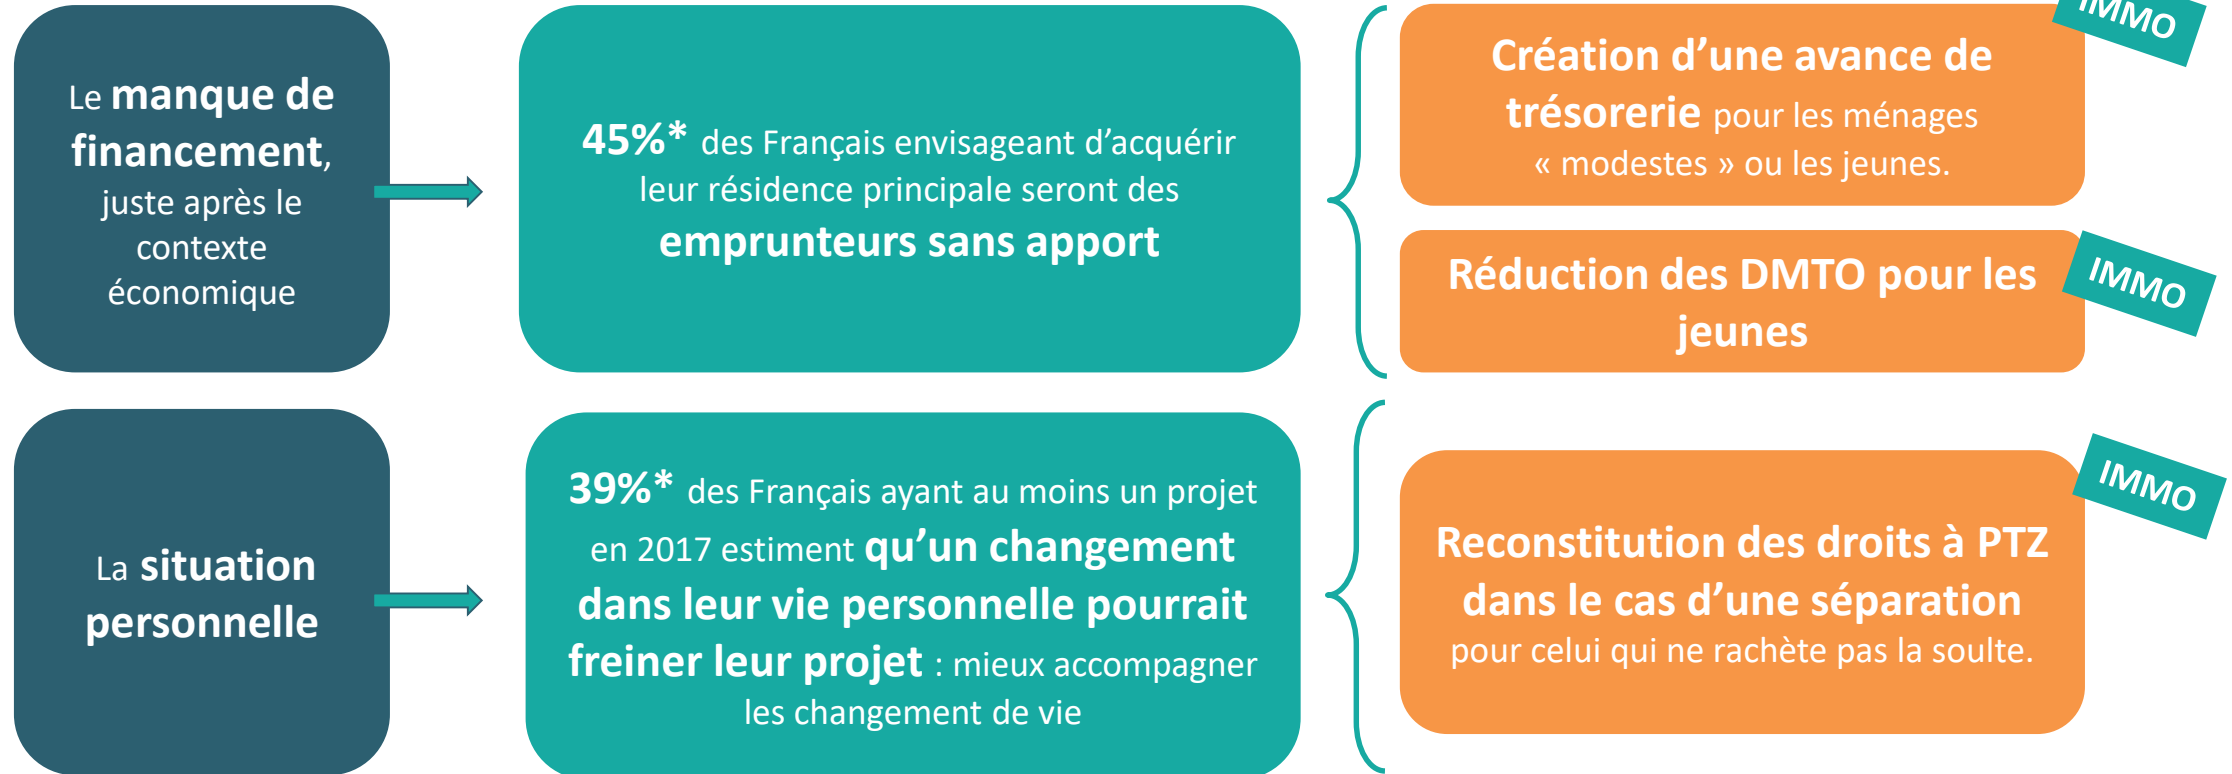 Le manque de
financement,
juste après le
contexte
économique
45%* des Français envisageant d’acquérir
leur résidence principale seront des
emprunteurs sans apport
Création d’une avance de
trésorerie pour les ménages
« modestes » ou les jeunes.
IMMO
Réduction des DMTO pour les
jeunes
IMMO
La situation
personnelle
39%* des Français ayant au moins un projet
en 2017 estiment qu’un changement
dans leur vie personnelle pourrait
freiner leur projet : mieux accompagner
les changement de vie
Reconstitution des droits à PTZ
dans le cas d’une séparation
pour celui qui ne rachète pas la soulte.
IMMO